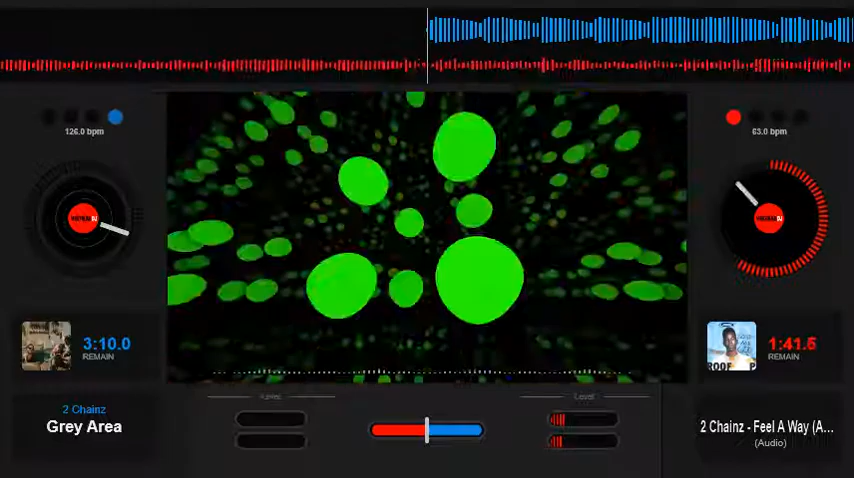 126.0 bpm
63.0 bpm
3:10.0
REMAIN
1:41.5
REMAIN
Level
2 Chainz
Grey Area
2 Chainz - Feel A Way (A...
(Audio)